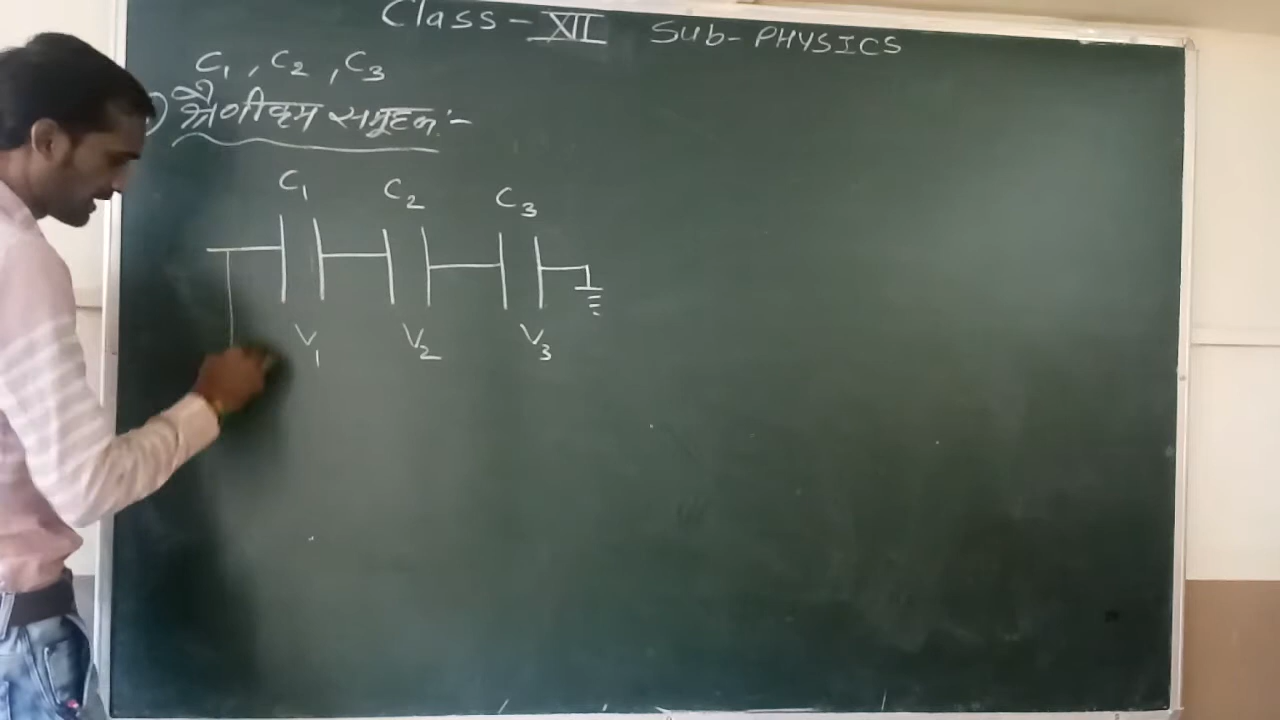 Class - XII Sub - PHYSICS
C1, C2, C3
) श्रेणीक्रम समूहन :-
C1 C2 C3
V1 V2 V3